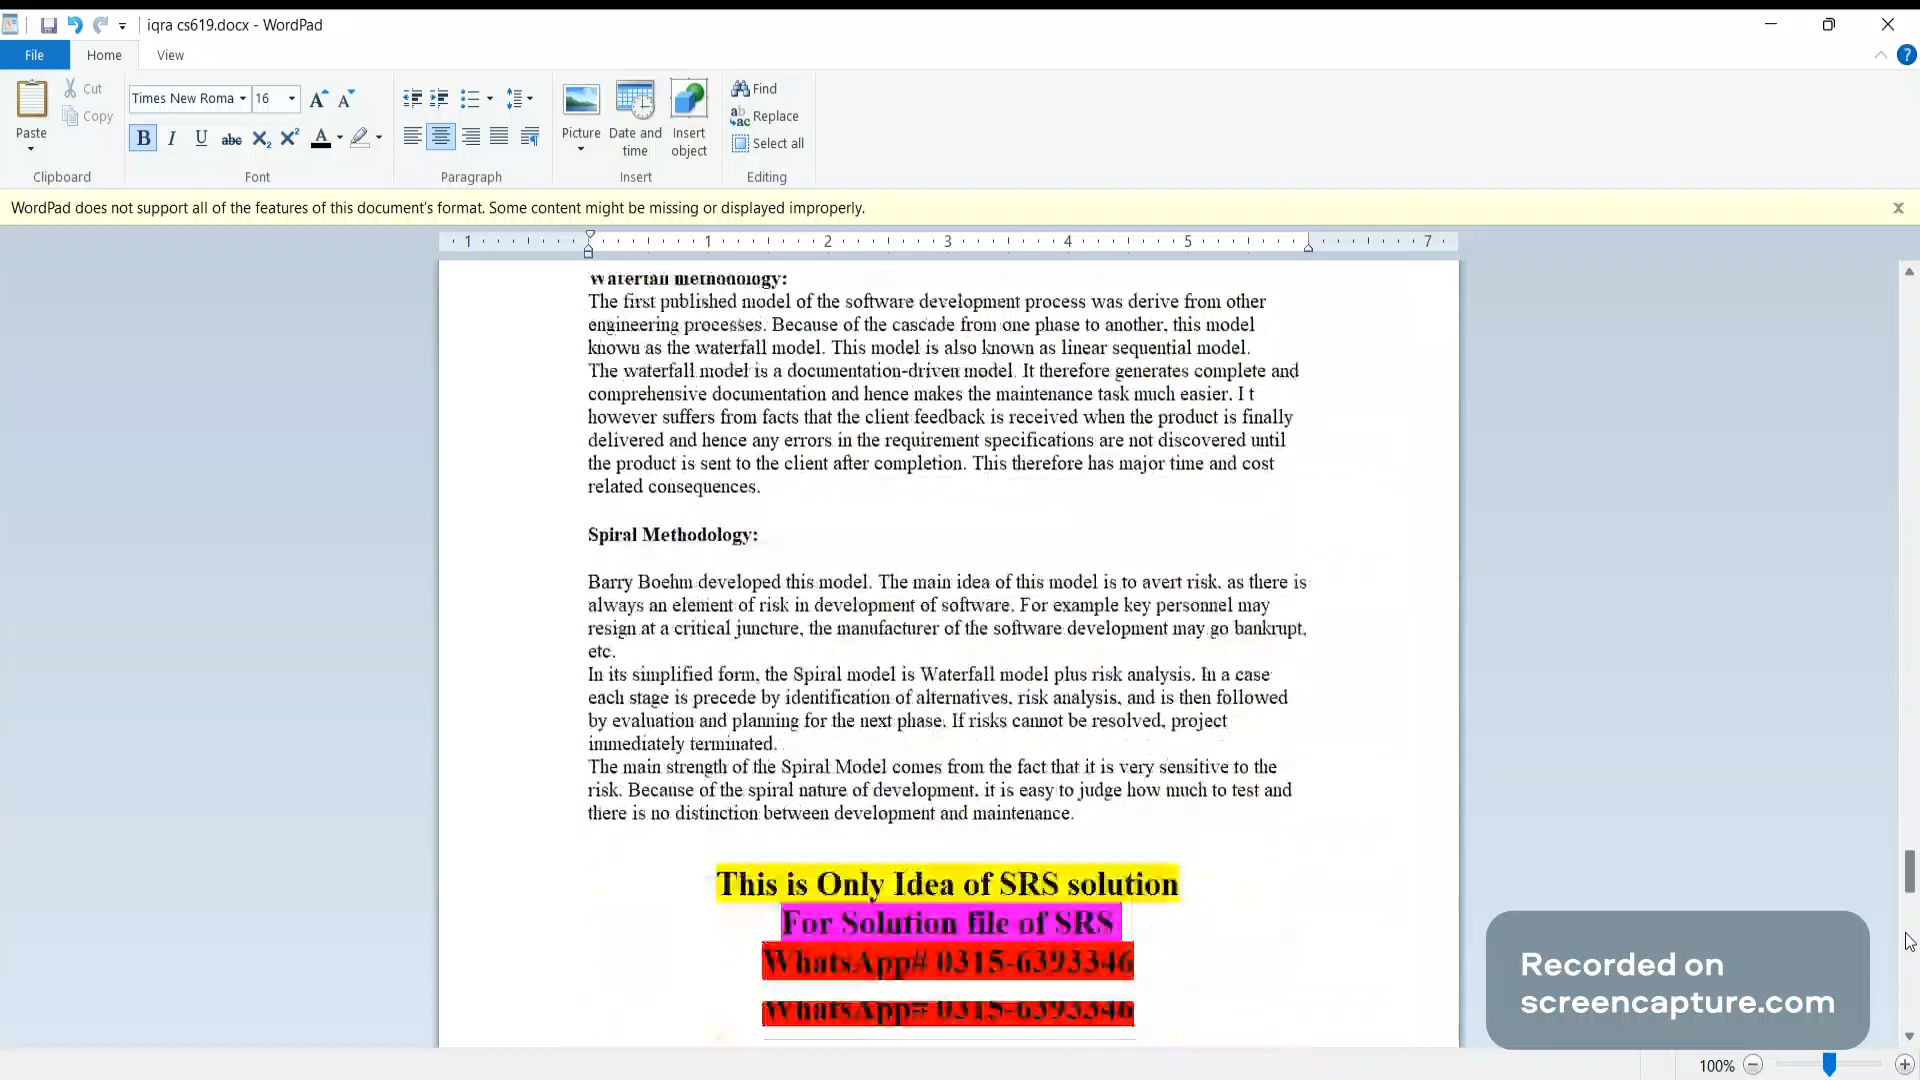 iqra cs619.docx - WordPad
File
Home
View
Paste
Cut
Copy
Clipboard
Times New Roma
16
B
I
U
abc
X₂
X²
A
Font
Paragraph
Picture
Date and time
Insert object
Insert
Find
Replace
Select all
Editing
WordPad does not support all of the features of this document's format. Some content might be missing or displayed improperly.
1 1 2 3 4 5 7
Waterfall methodology:
The first published model of the software development process was derive from other
engineering processes. Because of the cascade from one phase to another, this model
known as the waterfall model. This model is also known as linear sequential model.
The waterfall model is a documentation-driven model. It therefore generates complete and
comprehensive documentation and hence makes the maintenance task much easier. I t
however suffers from facts that the client feedback is received when the product is finally
delivered and hence any errors in the requirement specifications are not discovered until
the product is sent to the client after completion. This therefore has major time and cost
related consequences.
Spiral Methodology:
Barry Boehm developed this model. The main idea of this model is to avert risk, as there is
always an element of risk in development of software. For example key personnel may
resign at a critical juncture, the manufacturer of the software development may go bankrupt,
etc.
In its simplified form, the Spiral model is Waterfall model plus risk analysis. In a case
each stage is precede by identification of alternatives, risk analysis, and is then followed
by evaluation and planning for the next phase. If risks cannot be resolved, project
immediately terminated.
The main strength of the Spiral Model comes from the fact that it is very sensitive to the
risk. Because of the spiral nature of development, it is easy to judge how much to test and
there is no distinction between development and maintenance.
This is Only Idea of SRS solution
For Solution file of SRS
WhatsApp# 0315-6393346
WhatsApp# 0315-6393346
Recorded on
screencapture.com
100%